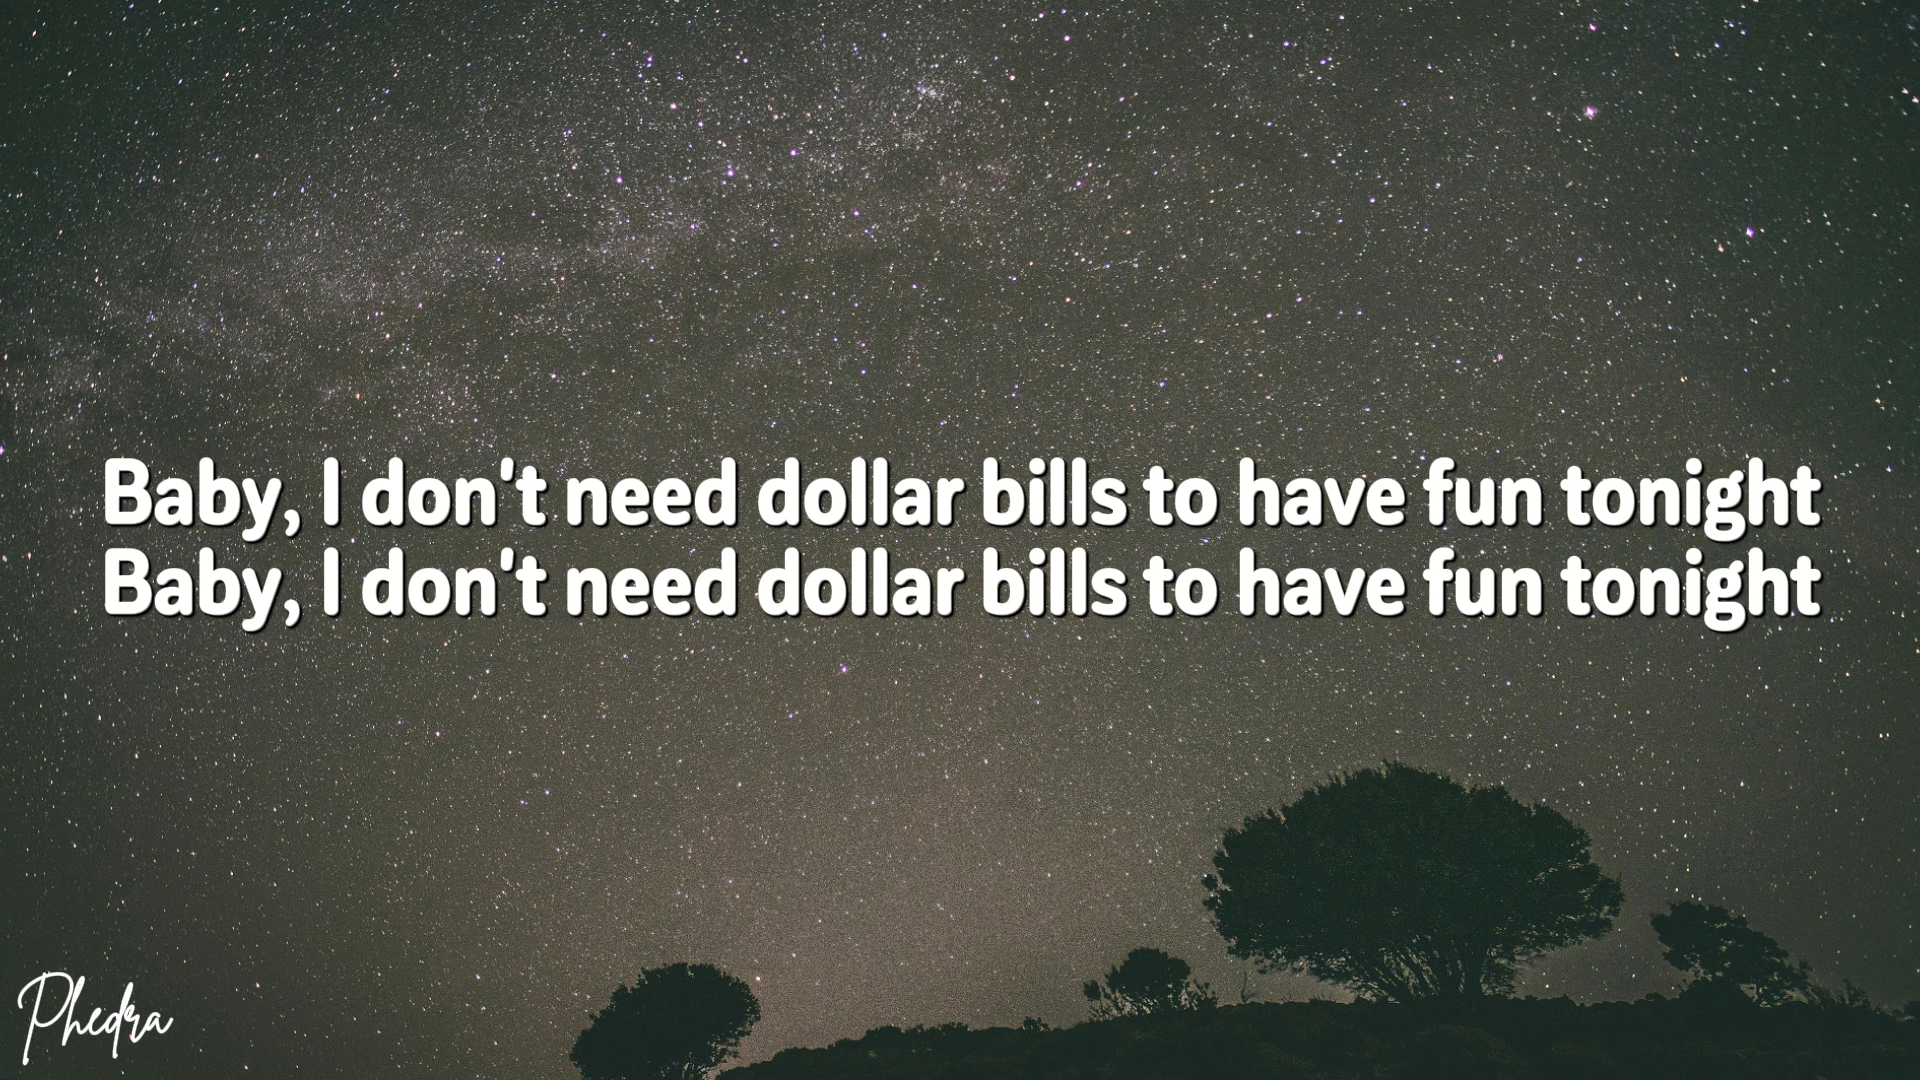 Baby, I don't need dollar bills to have fun tonight
Baby, I don't need dollar bills to have fun tonight
Phedra